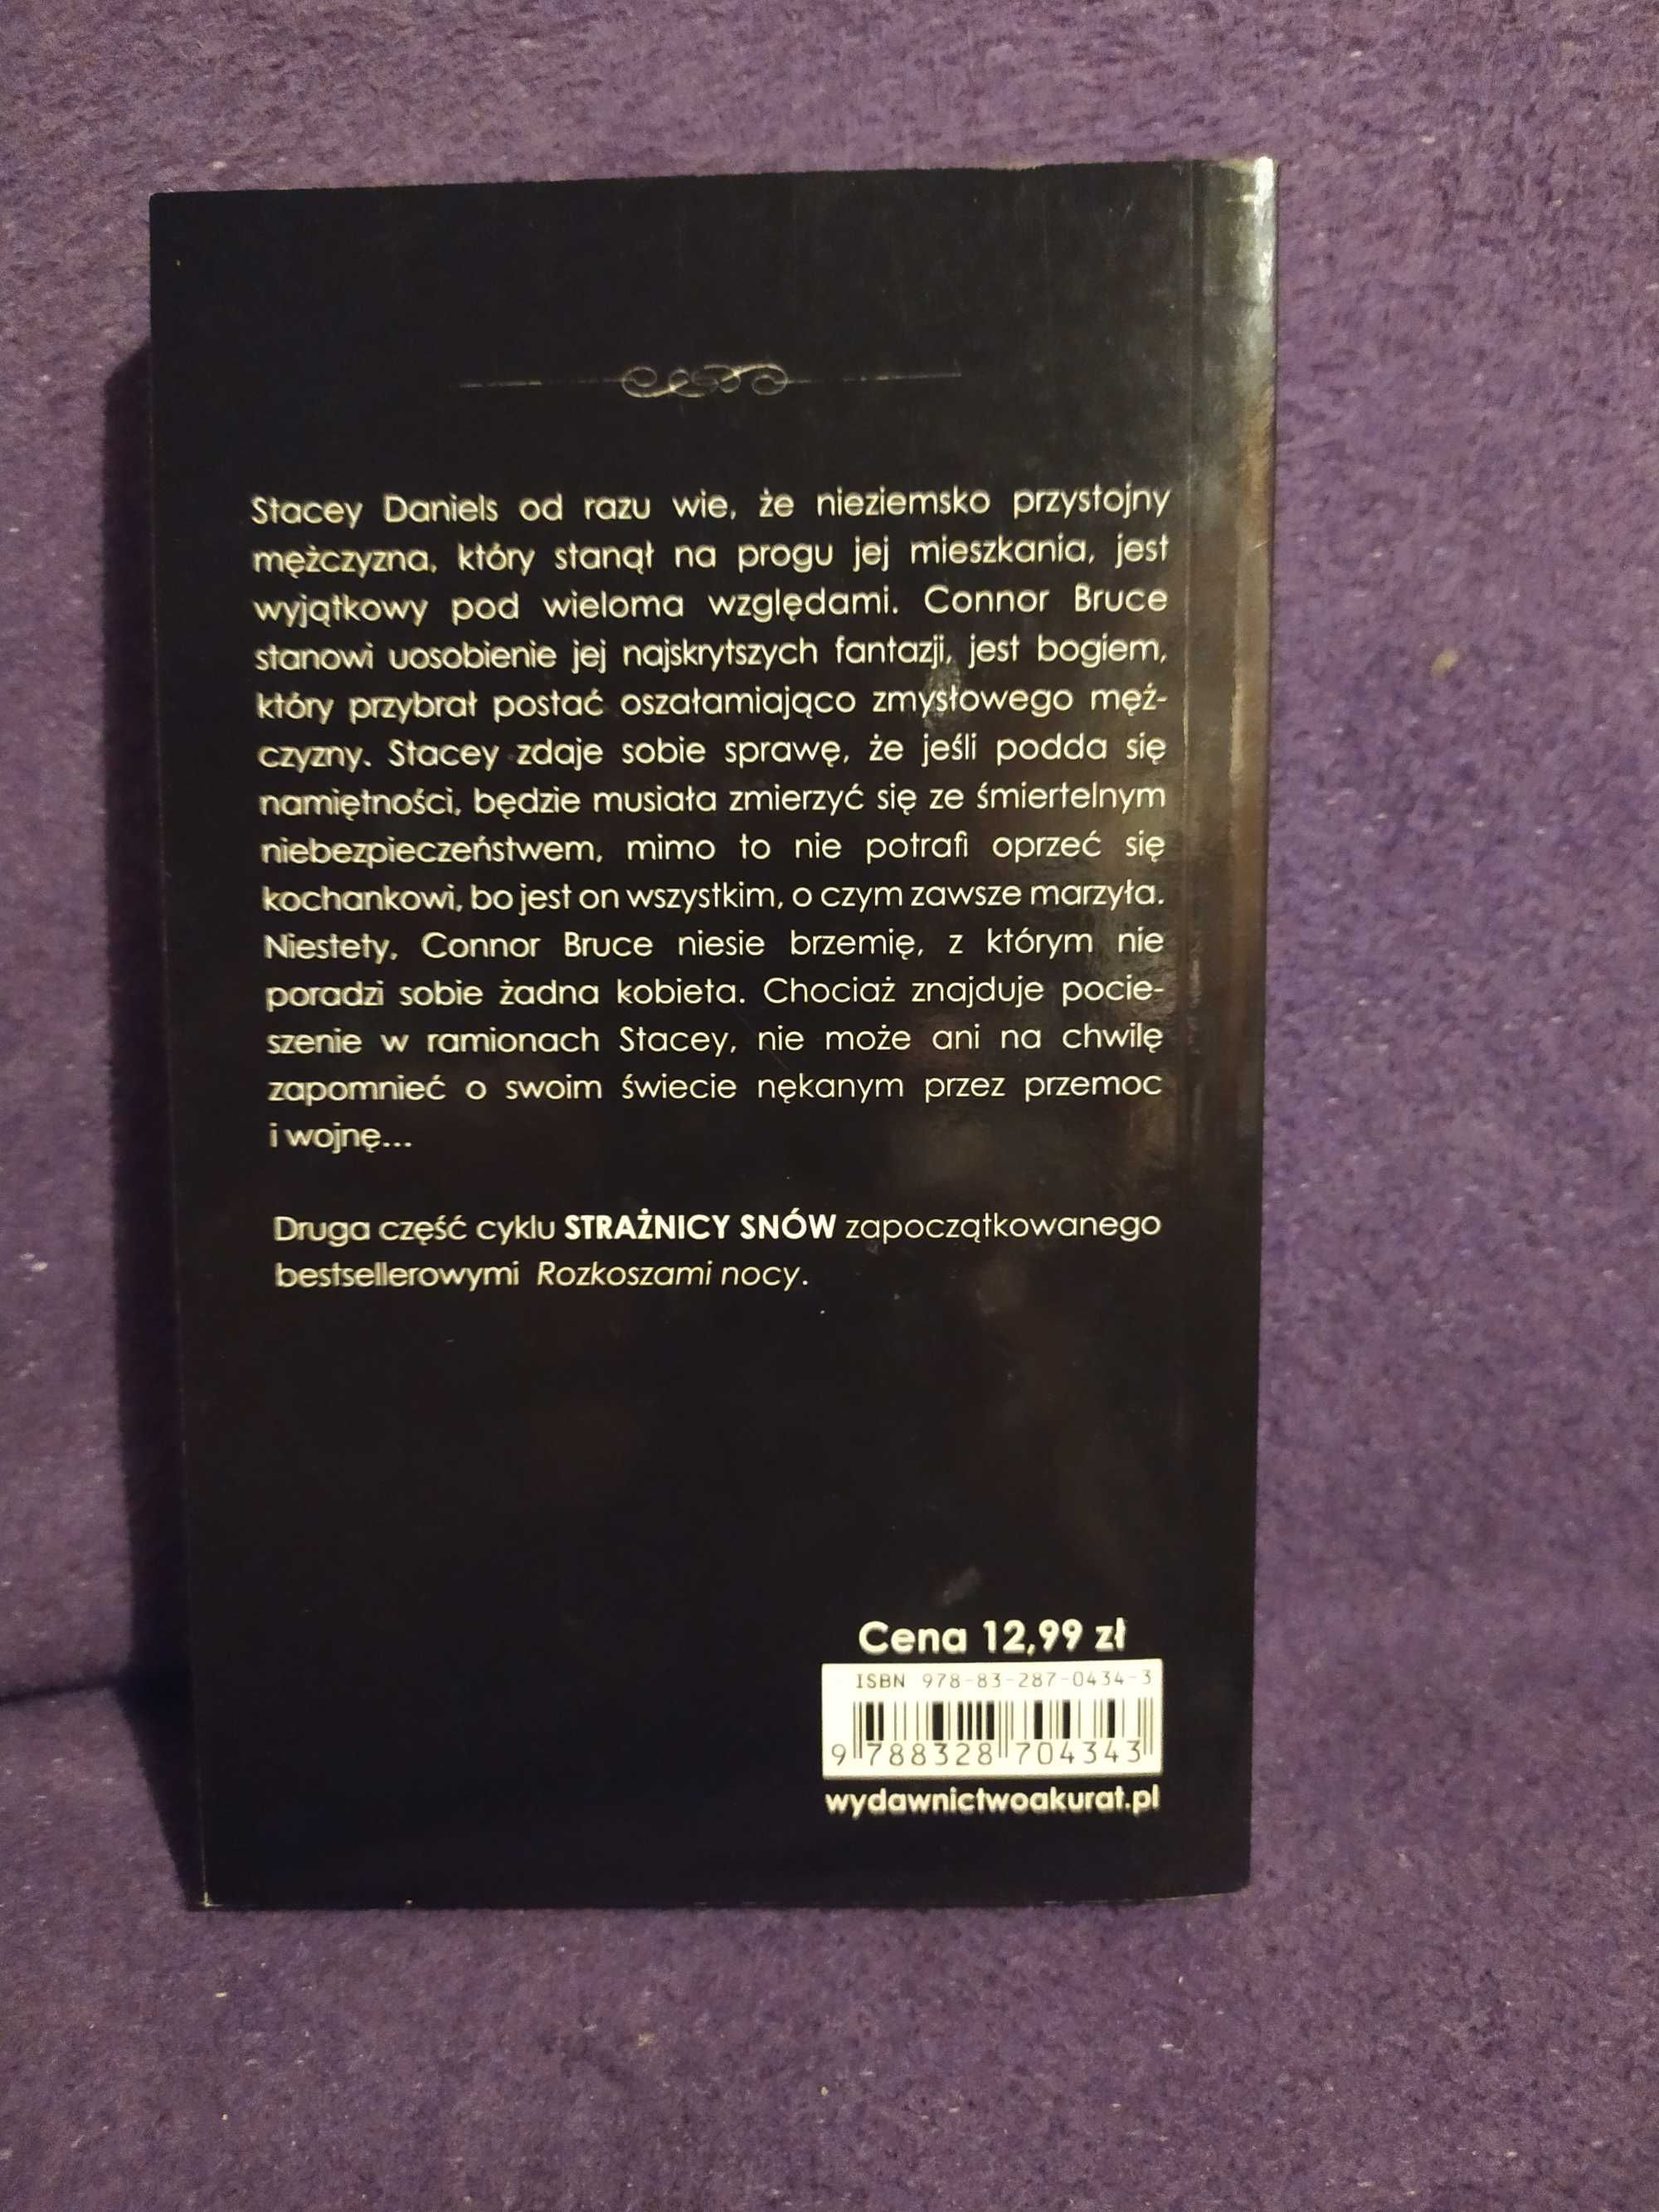 Stacey Daniels od razu wie, że nieziemsko przystojny
mężczyzna, który stanął na progu jej mieszkania, jest
wyjątkowy pod wieloma względami. Connor Bruce
stanowi uosobienie jej najskrytszych fantazji, jest bogiem,
który przybrał postać oszałamiająco zmysłowego męż-
czyzny. Stacey zdaje sobie sprawę, że jeśli podda się
namiętności, będzie musiała zmierzyć się ze śmiertelnym
niebezpieczeństwem, mimo to nie potrafi oprzeć się
kochankowi, bo jest on wszystkim, o czym zawsze marzyła.
Niestety, Connor Bruce niesie brzemię, z którym nie
poradzi sobie żadna kobieta. Chociaż znajduje pocie-
szenie w ramionach Stacey, nie może ani na chwilę
zapomnieć o swoim świecie nękanym przez przemoc
i wojnę...
Druga część cyklu STRAŻNICY SNÓW zapoczątkowanego
bestsellerowymi Rozkoszami nocy.
Cena 12,99 zł
ISBN 978-83-287-0434-3
9 788328 704343
wydawnictwoakurat.pl